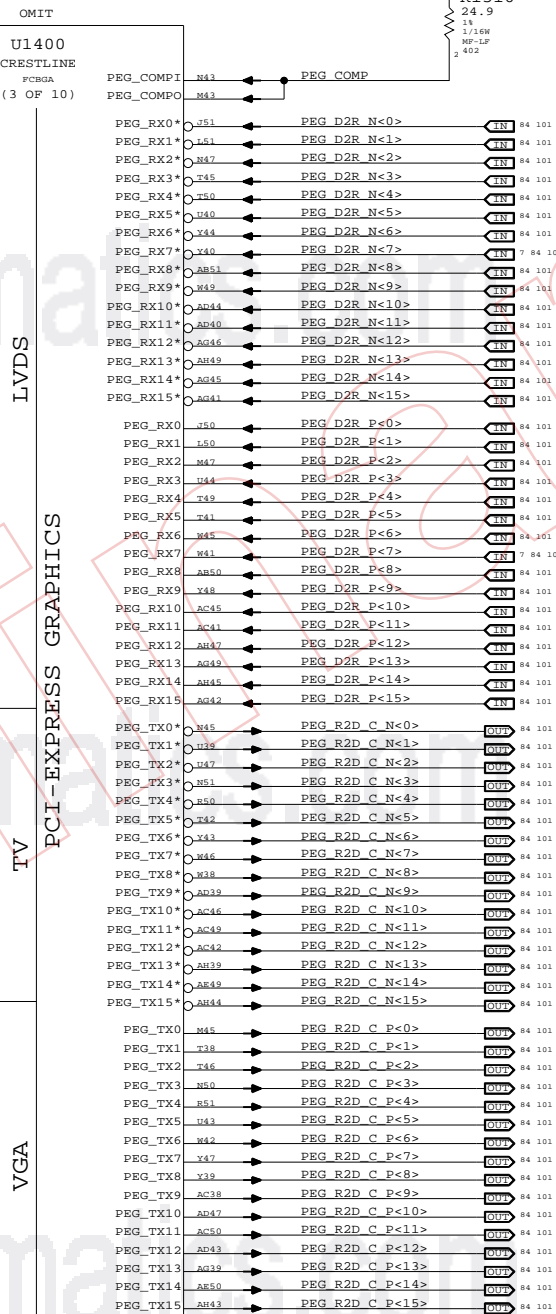 OMIT
U1400
CRESTLINE
FCBGA
(3 OF 10)
24.9
1%
1/16W
MF-LF
402
2
PEG_COMPI N43 PEG_COMP
PEG_COMPO M43
PEG_RX0* J51 PEG_D2R_N<0> IN 84 101
PEG_RX1* L51 PEG_D2R_N<1> IN 84 101
PEG_RX2* N47 PEG_D2R_N<2> IN 84 101
PEG_RX3* T45 PEG_D2R_N<3> IN 84 101
PEG_RX4* T50 PEG_D2R_N<4> IN 84 101
PEG_RX5* U40 PEG_D2R_N<5> IN 84 101
PEG_RX6* Y44 PEG_D2R_N<6> IN 84 101
PEG_RX7* Y40 PEG_D2R_N<7> IN 7 84 10
PEG_RX8* AB51 PEG_D2R_N<8> IN 84 101
PEG_RX9* W49 PEG_D2R_N<9> IN 84 101
PEG_RX10* AD44 PEG_D2R_N<10> IN 84 101
PEG_RX11* AD40 PEG_D2R_N<11> IN 84 101
PEG_RX12* AG46 PEG_D2R_N<12> IN 84 101
PEG_RX13* AH49 PEG_D2R_N<13> IN 84 101
PEG_RX14* AG45 PEG_D2R_N<14> IN 84 101
PEG_RX15* AG41 PEG_D2R_N<15> IN 84 101
PEG_RX0 J50 PEG_D2R_P<0> IN 84 101
PEG_RX1 L50 PEG_D2R_P<1> IN 84 101
PEG_RX2 M47 PEG_D2R_P<2> IN 84 101
PEG_RX3 U44 PEG_D2R_P<3> IN 84 101
PEG_RX4 T49 PEG_D2R_P<4> IN 84 101
PEG_RX5 T41 PEG_D2R_P<5> IN 84 101
PEG_RX6 W45 PEG_D2R_P<6> IN 84 101
PEG_RX7 W41 PEG_D2R_P<7> IN 7 84 10
PEG_RX8 AB50 PEG_D2R_P<8> IN 84 101
PEG_RX9 Y48 PEG_D2R_P<9> IN 84 101
PEG_RX10 AC45 PEG_D2R_P<10> IN 84 101
PEG_RX11 AC41 PEG_D2R_P<11> IN 84 101
PEG_RX12 AH47 PEG_D2R_P<12> IN 84 101
PEG_RX13 AG49 PEG_D2R_P<13> IN 84 101
PEG_RX14 AH45 PEG_D2R_P<14> IN 84 101
PEG_RX15 AG42 PEG_D2R_P<15> IN 84 101
PEG_TX0* N45 PEG_R2D_C_N<0> OUT 84 101
PEG_TX1* U39 PEG_R2D_C_N<1> OUT 84 101
PEG_TX2* U47 PEG_R2D_C_N<2> OUT 84 101
PEG_TX3* N51 PEG_R2D_C_N<3> OUT 84 101
PEG_TX4* R50 PEG_R2D_C_N<4> OUT 84 101
PEG_TX5* T42 PEG_R2D_C_N<5> OUT 84 101
PEG_TX6* Y43 PEG_R2D_C_N<6> OUT 84 101
PEG_TX7* W46 PEG_R2D_C_N<7> OUT 84 101
PEG_TX8* W38 PEG_R2D_C_N<8> OUT 84 101
PEG_TX9* AD39 PEG_R2D_C_N<9> OUT 84 101
PEG_TX10* AC46 PEG_R2D_C_N<10> OUT 84 101
PEG_TX11* AC49 PEG_R2D_C_N<11> OUT 84 101
PEG_TX12* AC42 PEG_R2D_C_N<12> OUT 84 101
PEG_TX13* AH39 PEG_R2D_C_N<13> OUT 84 101
PEG_TX14* AE49 PEG_R2D_C_N<14> OUT 84 101
PEG_TX15* AH44 PEG_R2D_C_N<15> OUT 84 101
PEG_TX0 M45 PEG_R2D_C_P<0> OUT 84 101
PEG_TX1 T38 PEG_R2D_C_P<1> OUT 84 101
PEG_TX2 T46 PEG_R2D_C_P<2> OUT 84 101
PEG_TX3 N50 PEG_R2D_C_P<3> OUT 84 101
PEG_TX4 R51 PEG_R2D_C_P<4> OUT 84 101
PEG_TX5 U43 PEG_R2D_C_P<5> OUT 84 101
PEG_TX6 W42 PEG_R2D_C_P<6> OUT 84 101
PEG_TX7 Y47 PEG_R2D_C_P<7> OUT 84 101
PEG_TX8 Y39 PEG_R2D_C_P<8> OUT 84 101
PEG_TX9 AC38 PEG_R2D_C_P<9> OUT 84 101
PEG_TX10 AD47 PEG_R2D_C_P<10> OUT 84 101
PEG_TX11 AC50 PEG_R2D_C_P<11> OUT 84 101
PEG_TX12 AD43 PEG_R2D_C_P<12> OUT 84 101
PEG_TX13 AG39 PEG_R2D_C_P<13> OUT 84 101
PEG_TX14 AE50 PEG_R2D_C_P<14> OUT 84 101
PEG_TX15 AH43 PEG_R2D_C_P<15> OUT 84 101
LVDS
PCI-EXPRESS GRAPHICS
TV
VGA